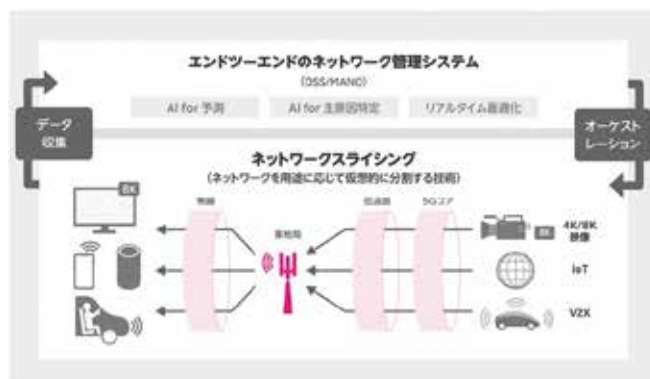 エンドツーエンドのネットワーク管理システム
(OSS/MANO)
AI for 予測
AI for 主原因特定
リアルタイム最適化
データ
収集
オーケスト
レーション
ネットワークスライシング
(ネットワークを用途に応じて仮想的に分割する技術)
無線
基地局
伝送路
5Gコア
8K
8K
4K/8K
映像
IoT
V2X